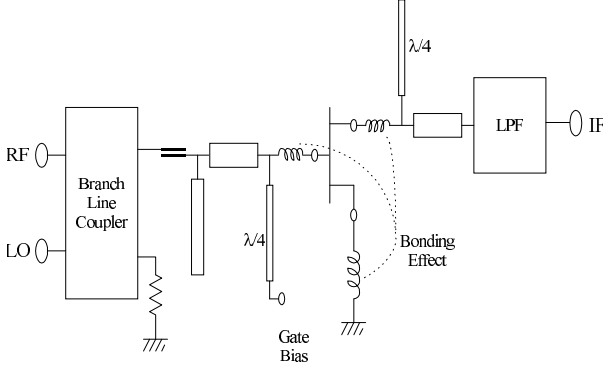 λ/4
RF
LO
Branch
Line
Coupler
λ/4
Gate
Bias
Bonding
Effect
LPF
IF